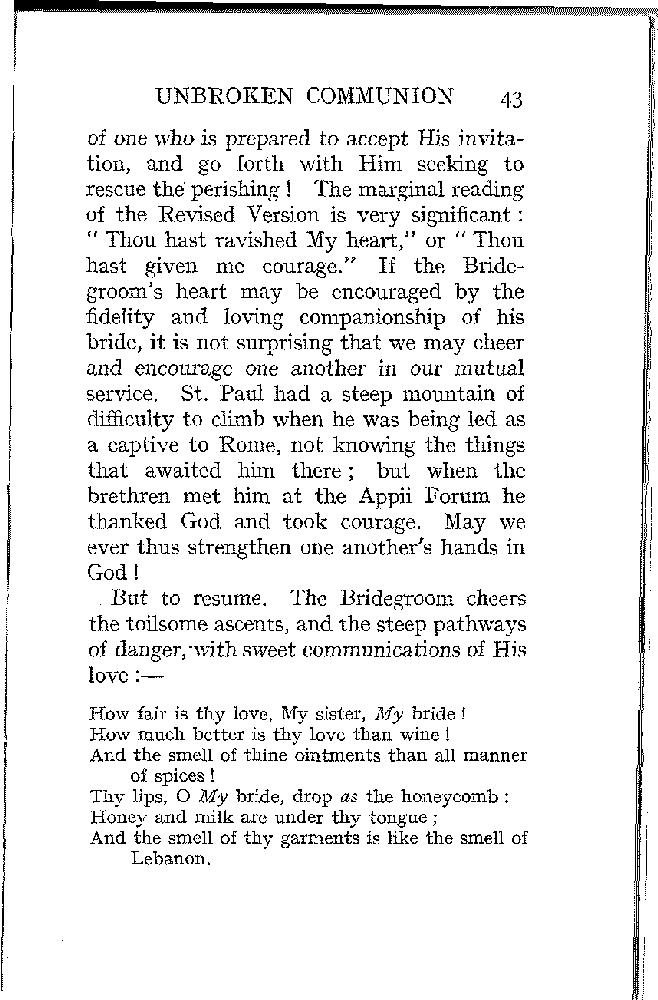 UNBROKEN COMMUNION 43
of one who is prepared to accept His invita-
tion, and go forth with Him seeking to
rescue the perishing! The marginal reading
of the Revised Version is very significant:
" Thou hast ravished My heart," or " Thou
hast given me courage." If the Bride-
groom's heart may be encouraged by the
fidelity and loving companionship of his
bride, it is not surprising that we may cheer
and encourage one another in our mutual
service. St. Paul had a steep mountain of
difficulty to climb when he was being led as
a captive to Rome, not knowing the things
that awaited him there; but when the
brethren met him at the Appii Forum he
thanked God and took courage. May we
ever thus strengthen one another's hands in
God!
But to resume. The Bridegroom cheers
the toilsome ascents, and the steep pathways
of danger, with sweet communications of His
love:—
How fair is thy love, My sister, My bride!
How much better is thy love than wine!
And the smell of thine ointments than all manner
of spices!
Thy lips, O My bride, drop as the honeycomb:
Honey and milk are under thy tongue;
And the smell of thy garments is like the smell of
Lebanon.